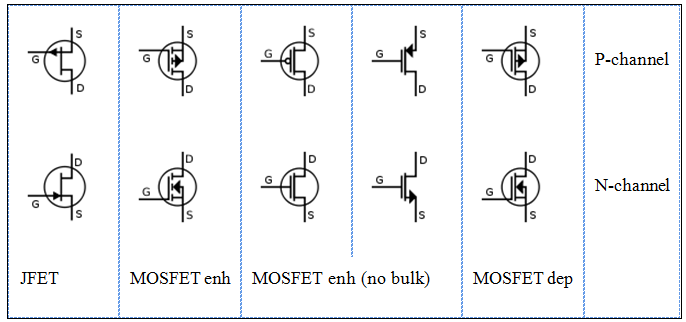 S S S S S
G G G G G
D D D D D
P-channel
D D D D D
G G G G G
S S S S S
N-channel
JFET MOSFET enh MOSFET enh (no bulk) MOSFET dep